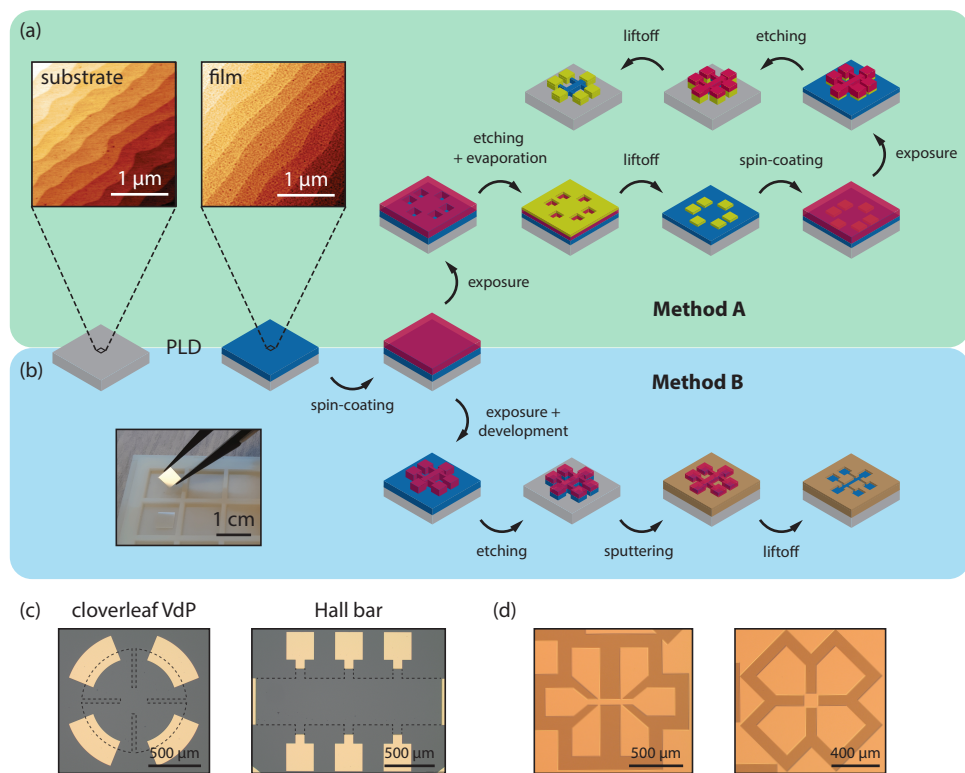 (a)
substrate
film
1 µm
1 µm
liftoff
etching
etching
+ evaporation
liftoff
spin-coating
exposure
exposure
Method A
PLD
(b)
Method B
spin-coating
exposure +
development
1 cm
etching
sputtering
liftoff
(c)
cloverleaf VdP
Hall bar
(d)
500 µm
500 µm
500 µm
400 µm